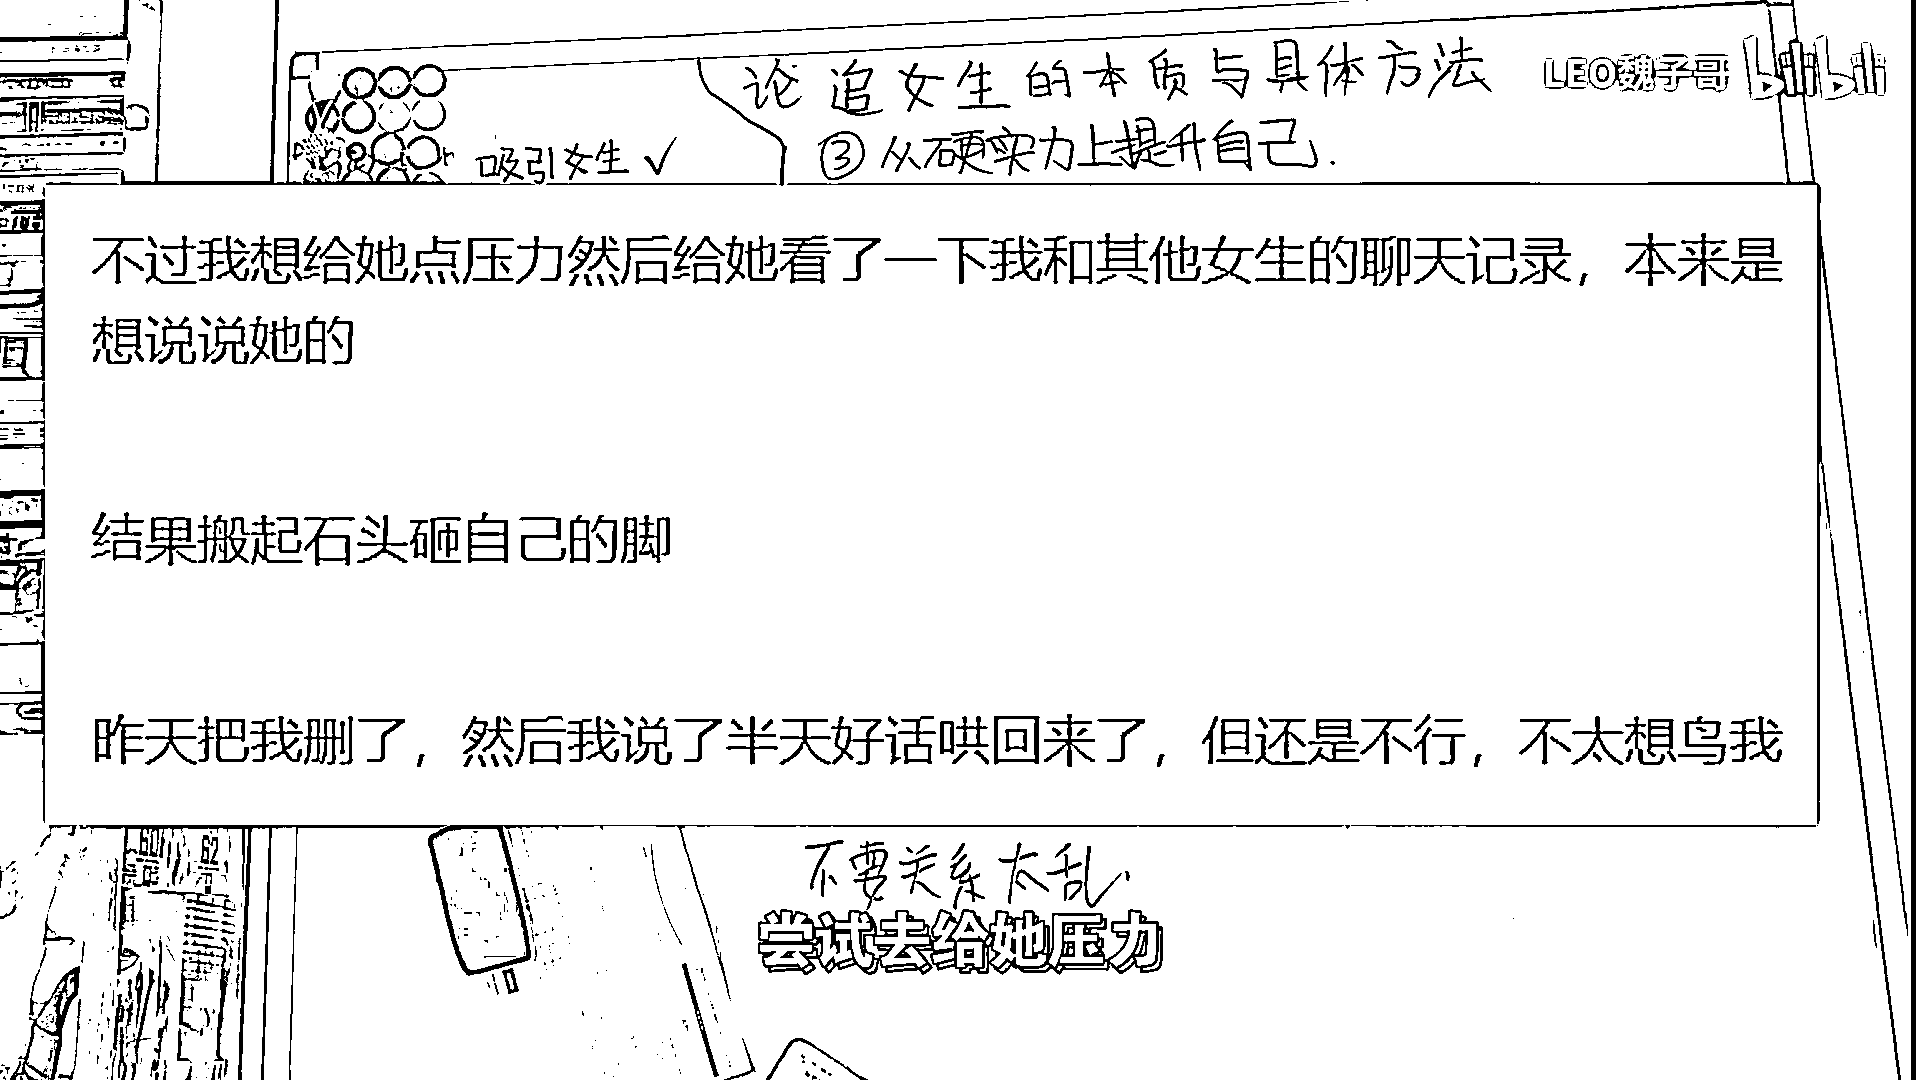 论追女生的本质与具体方法
LEO魏子哥 bilibili
吸引女生 ✓
③ 从硬实力上提升自己.
不过我想给她点压力然后给她看了一下我和其他女生的聊天记录，本来是
想说说她的
结果搬起石头砸自己的脚
昨天把我删了，然后我说了半天好话哄回来了，但还是不行，不太想鸟我
60 62
不要关系太乱.
尝试去给她压力